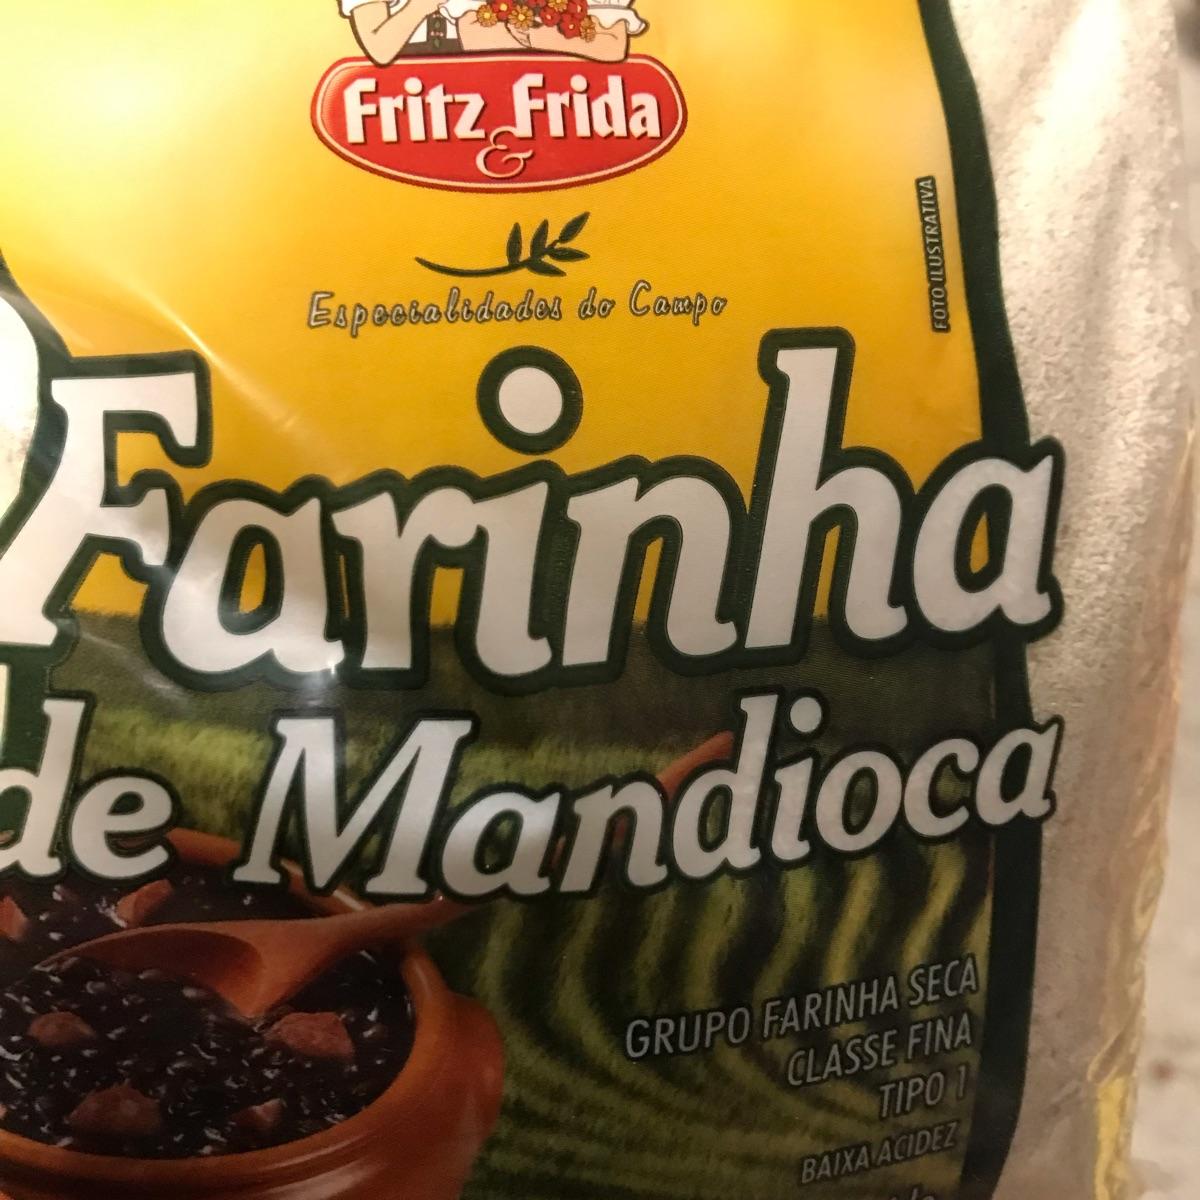 Fritz & Frida
Especialidades do Campo
FOTO ILUSTRATIVA
Farinha
de Mandioca
GRUPO FARINHA SECA
CLASSE FINA
TIPO 1
BAIXA ACIDEZ